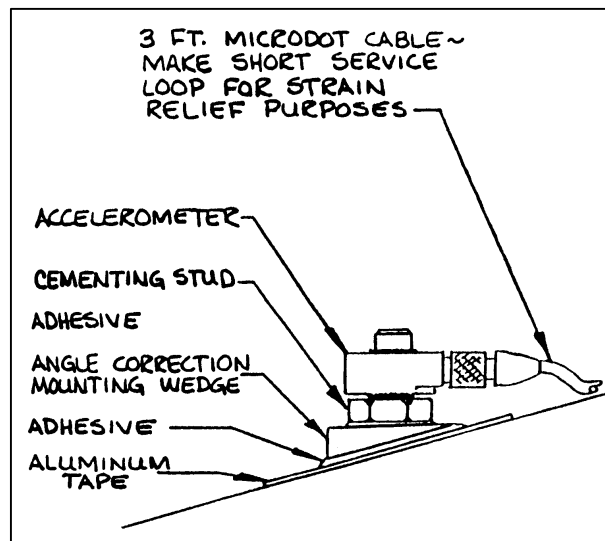 3 FT. MICRODOT CABLE~
MAKE SHORT SERVICE
LOOP FOR STRAIN
RELIEF PURPOSES
ACCELEROMETER
CEMENTING STUD
ADHESIVE
ANGLE CORRECTION
MOUNTING WEDGE
ADHESIVE
ALUMINUM
TAPE